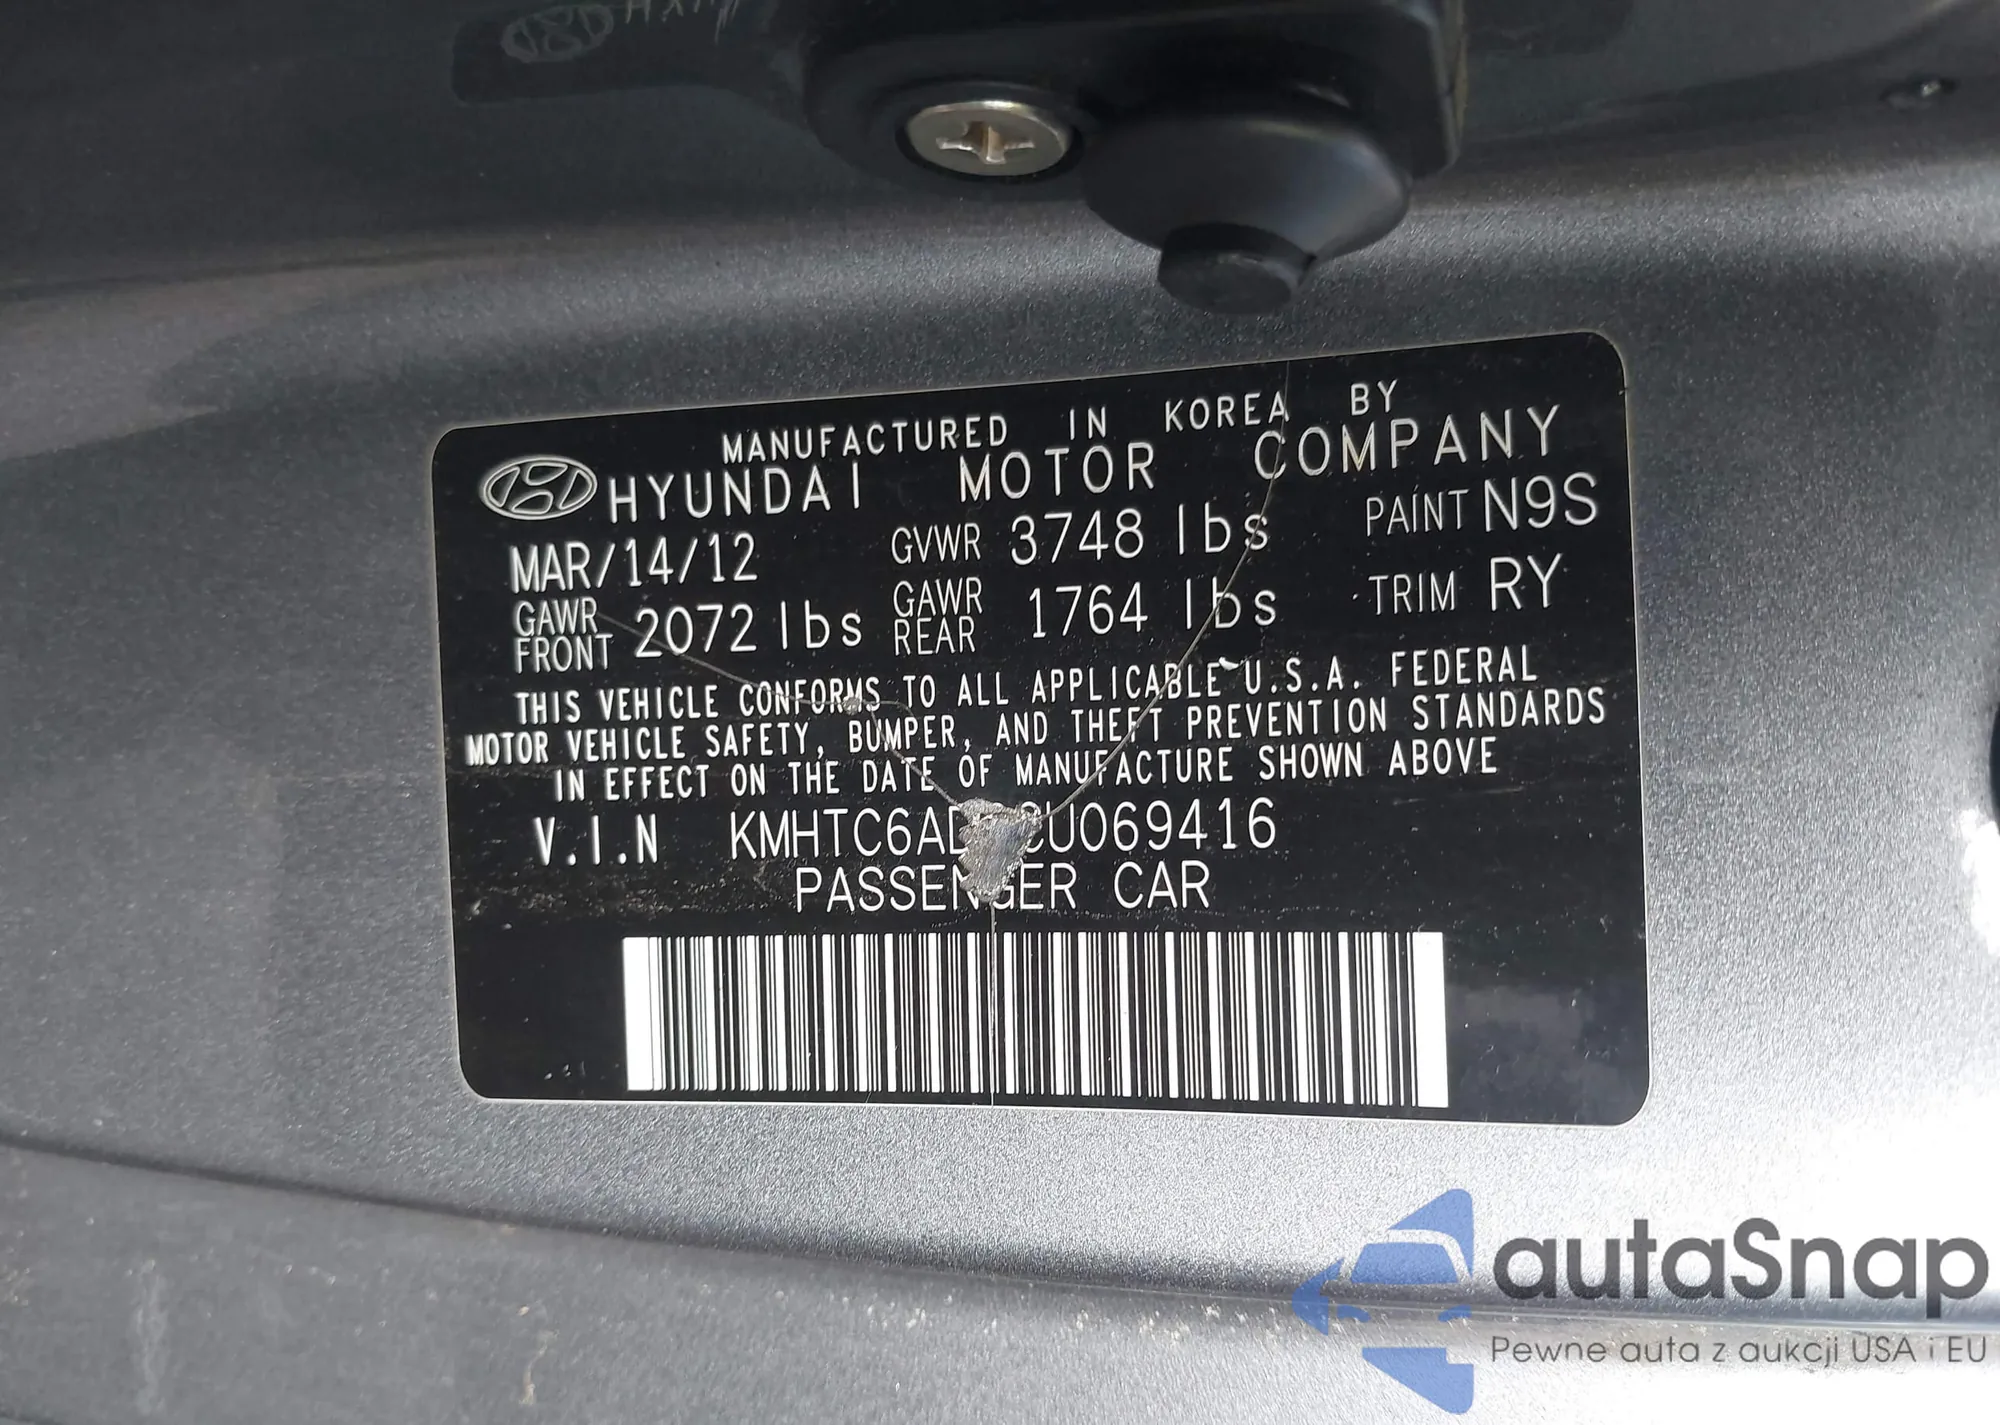 MANUFACTURED IN KOREA BY
HYUNDAI MOTOR COMPANY
MAR/14/12 GVWR 3748 lbs PAINT N9S
GAWR FRONT 2072 lbs GAWR REAR 1764 lbs TRIM RY
THIS VEHICLE CONFORMS TO ALL APPLICABLE U.S.A. FEDERAL
MOTOR VEHICLE SAFETY, BUMPER, AND THEFT PREVENTION STANDARDS
IN EFFECT ON THE DATE OF MANUFACTURE SHOWN ABOVE
V.I.N
PASSENGER CAR
autaSnap
Pewne auta z aukcji USA i EU